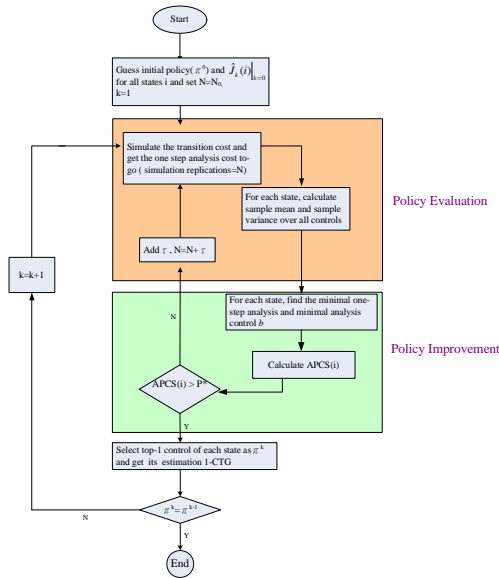 Start
Guess initial policy(π⁰) and Ĵₖ(i)|ₖ₌₀
for all states i and set N=N₀,
k=1
Simulate the transition cost and
get the one step analysis cost to-
go ( simulation replications=N)
For each state, calculate
sample mean and sample
variance over all controls
Policy Evaluation
Add τ , N=N+ τ
k=k+1
For each state, find the minimal one-
step analysis and minimal analysis
control b
N
Policy Improvement
Calculate APCS(i)
APCS(i) > P*
Y
Select top-1 control of each state as πᵏ
and get its estimation 1-CTG
πᵏ= πᵏ⁻¹
N
Y
End